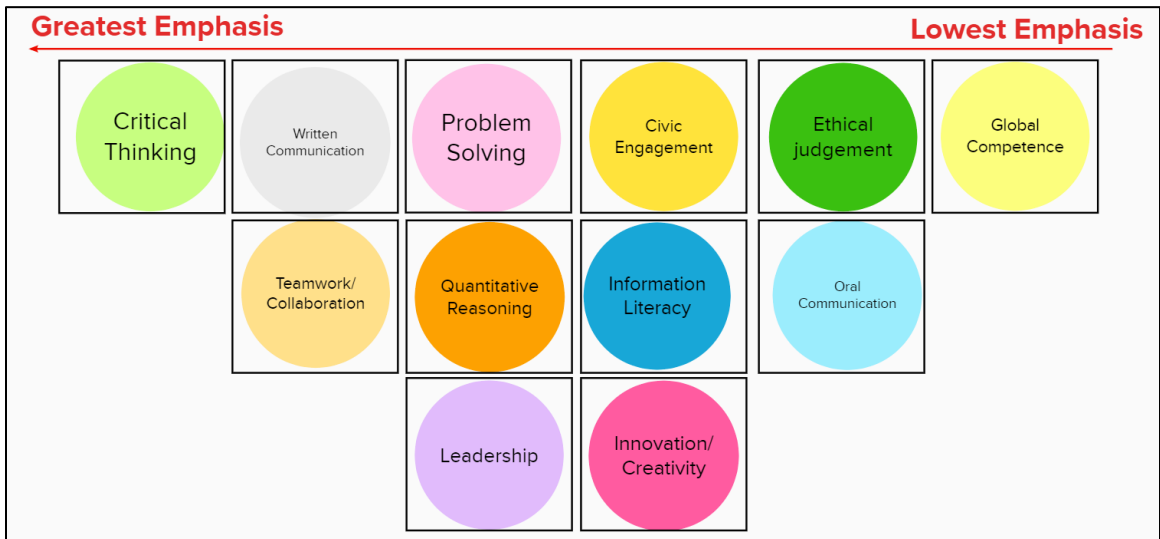 Greatest Emphasis
Lowest Emphasis
Critical
Thinking
Written
Communication
Problem
Solving
Civic
Engagement
Ethical
judgement
Global
Competence
Teamwork/
Collaboration
Quantitative
Reasoning
Information
Literacy
Oral
Communication
Leadership
Innovation/
Creativity